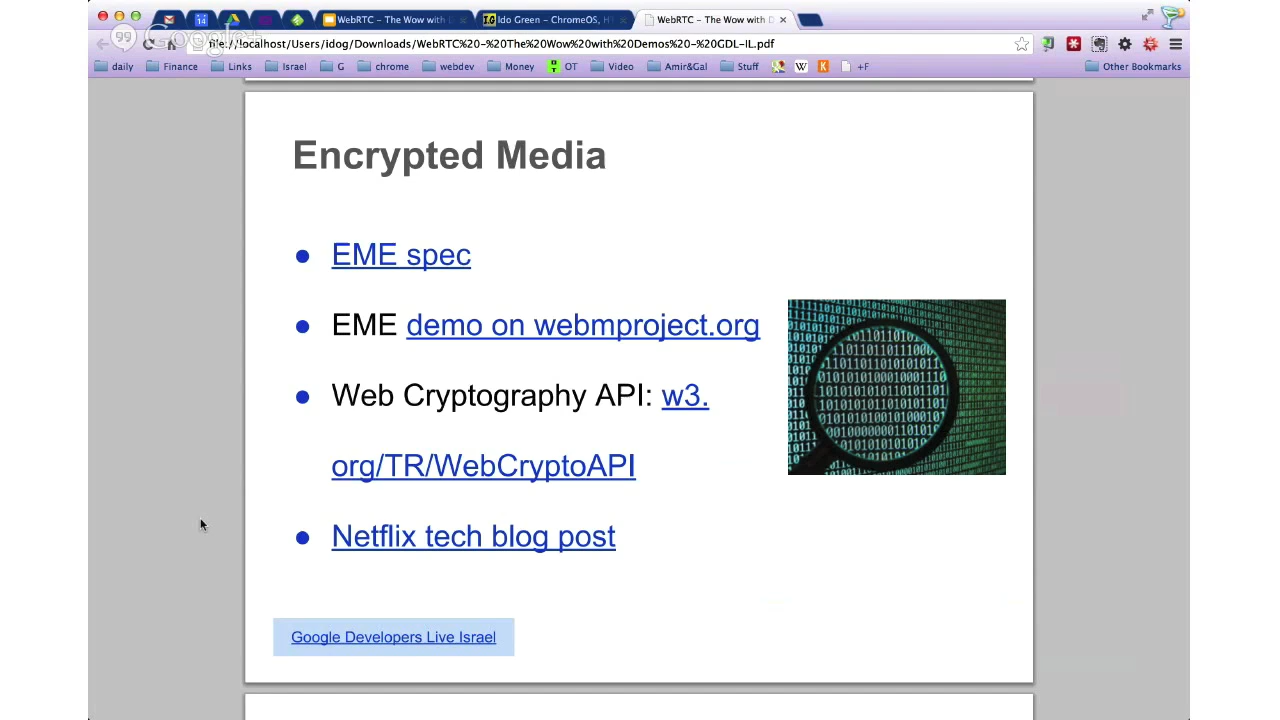 14
WebRTC - The Wow with D
Ido Green - ChromeOS, H
WebRTC - The Wow with D
Google+
file://localhost/Users/idog/Downloads/WebRTC%20-%20The%20Wow%20with%20Demos%20-%20GDL-IL.pdf
daily Finance Links Israel G chrome webdev Money OT Video Amir&Gal Stuff W K +F Other Bookmarks
Encrypted Media
● EME spec
● EME demo on webmproject.org
● Web Cryptography API: w3.
org/TR/WebCryptoAPI
● Netflix tech blog post
Google Developers Live Israel